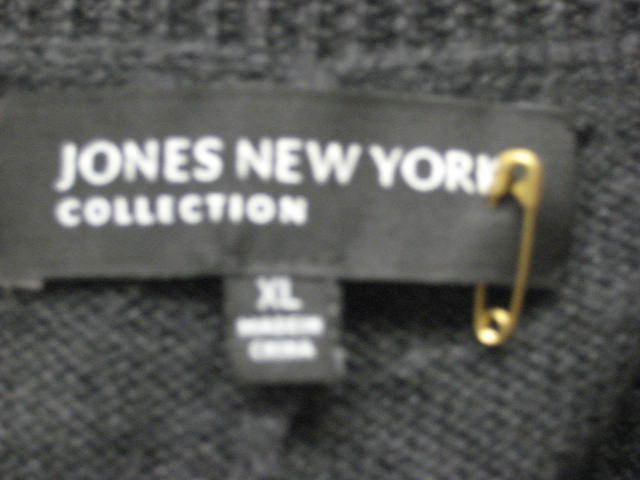 JONES NEW YORK
COLLECTION
XL
MADE IN
CHINA